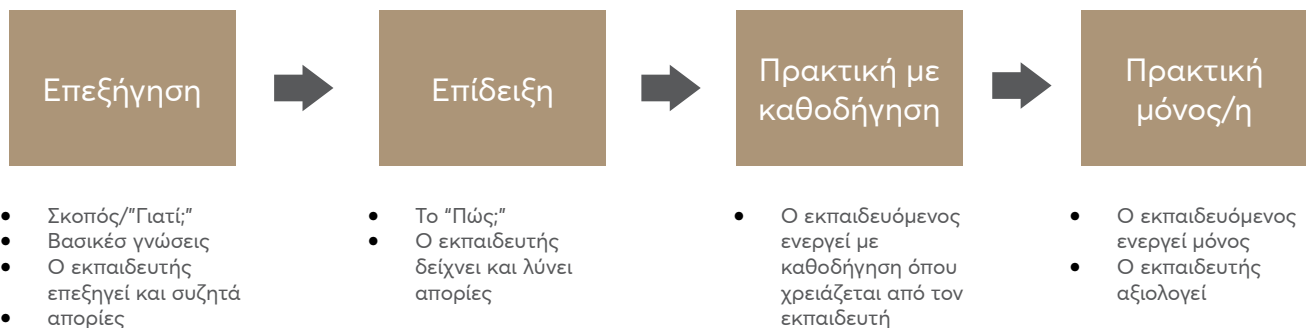 Επεξήγηση
Σκοπός/"Γιατί;"
Βασικές γνώσεις
Ο εκπαιδευτής
επεξηγεί και συζητά
απορίες
Επίδειξη
Το "Πώς;"
Ο εκπαιδευτής
δείχνει και λύνει
απορίες
Πρακτική με
καθοδήγηση
Ο εκπαιδευόμενος
ενεργεί με
καθοδήγηση όπου
χρειάζεται από τον
εκπαιδευτή
Πρακτική
μόνος/η
Ο εκπαιδευόμενος
ενεργεί μόνος
Ο εκπαιδευτής
αξιολογεί